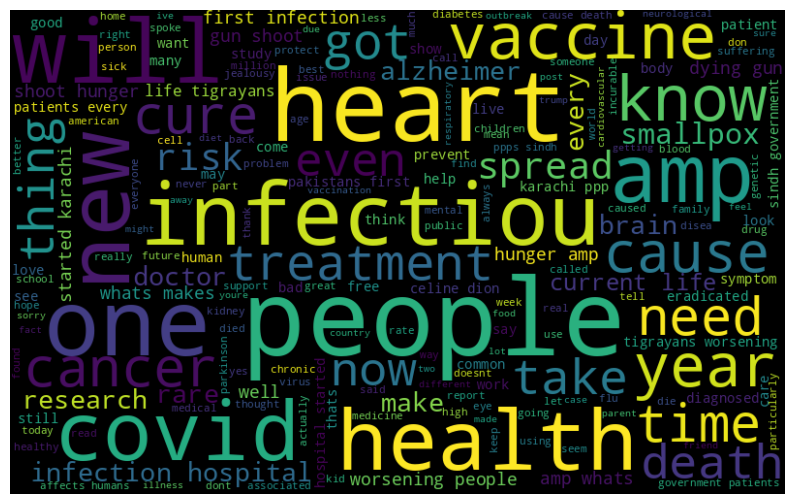 home
ive
less
diabetes
outbreak
cause death
neurological
good
spoke
first infection
gun shoot
due
much
want
right
person
sick
many
protect
best
issue
study
million
jealousy
nothing
will
got
show
call
age
post
vaccine
day
someone
trump
don
sure
suffering
patient
shoot hunger
life tigrayans
alzheimer
body
dying gun
patients every
american
cure
heart
live
respiratory
children
mean
every
world
cardiovascular
incurable
know
cell
diet
back
risk
problem
even
prevent
getting
blood
smallpox
better
thing
new
everyone
come
may
never
vaccination
part
pakistans first
find
help
spread
karachi ppp
ppps sindh
genetic
sindh government
amp
started karachi
away
might
infectiou
think
mental
public
always
caused
family
feel
drug
brain
disea
look
really
future
human
thank
treatment
hunger amp
cause
love
see
school
doctor
whats makes
support
youre
bad
great
free
celine dion
called
say
week
food
real
tell
use
current life
eradicated
symptom
hope
sorry
fact
one
kidney
died
people
country
rate
lot
way
two
need
tigrayans worsening
found
cancer
parkinson
eyes
virus
chronic
now
common
doesnt
different
work
take
diagnosed
year
care
particularly
research
rare
well
thought
thats
said
report
let
case
flu
die
parent
still
today
read
covid
medical
actually
hospital started
make
medicine
high
eye
made
going
keep
using
seem
time
friend
healthy
infection hospital
kid
health
death
affects humans
illness
dont
associated
worsening people
amp whats
government patients